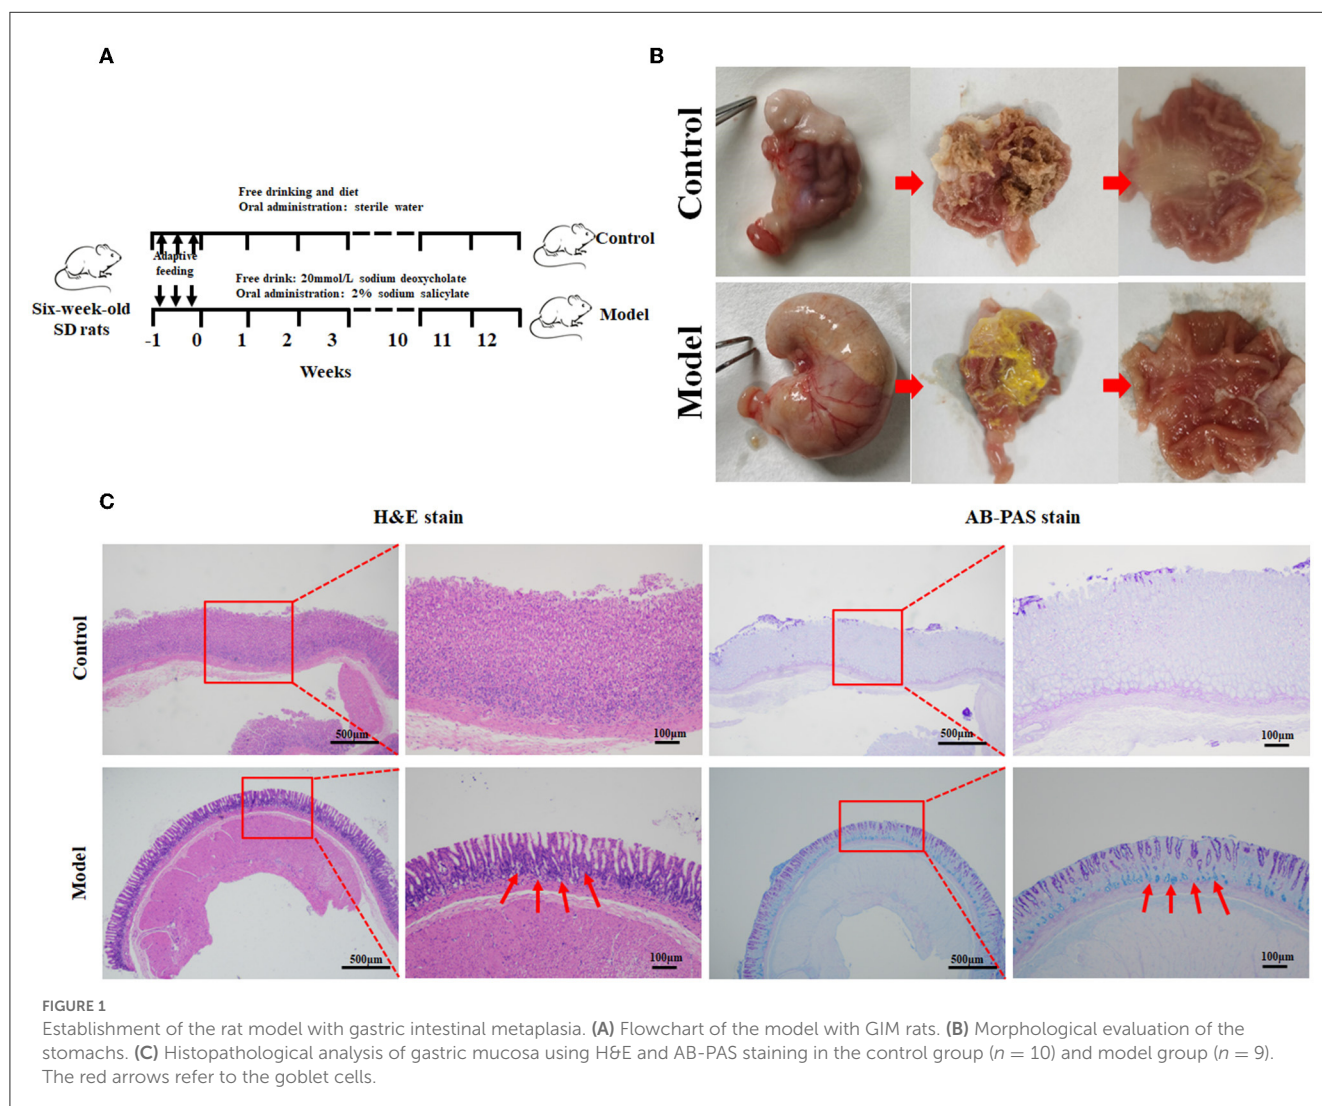 A
Free drinking and diet
Oral administration: sterile water
Control
Adaptive
feeding
Free drink: 20mmol/L sodium deoxycholate
Oral administration: 2% sodium salicylate
Six-week-old
SD rats
Model
-1 0 1 2 3 10 11 12
Weeks
B
Control
Model
C
H&E stain
AB-PAS stain
Control
500μm
100μm
500μm
100μm
Model
500μm
100μm
500μm
100μm
FIGURE 1
Establishment of the rat model with gastric intestinal metaplasia. (A) Flowchart of the model with GIM rats. (B) Morphological evaluation of the
stomachs. (C) Histopathological analysis of gastric mucosa using H&E and AB-PAS staining in the control group (n = 10) and model group (n = 9).
The red arrows refer to the goblet cells.